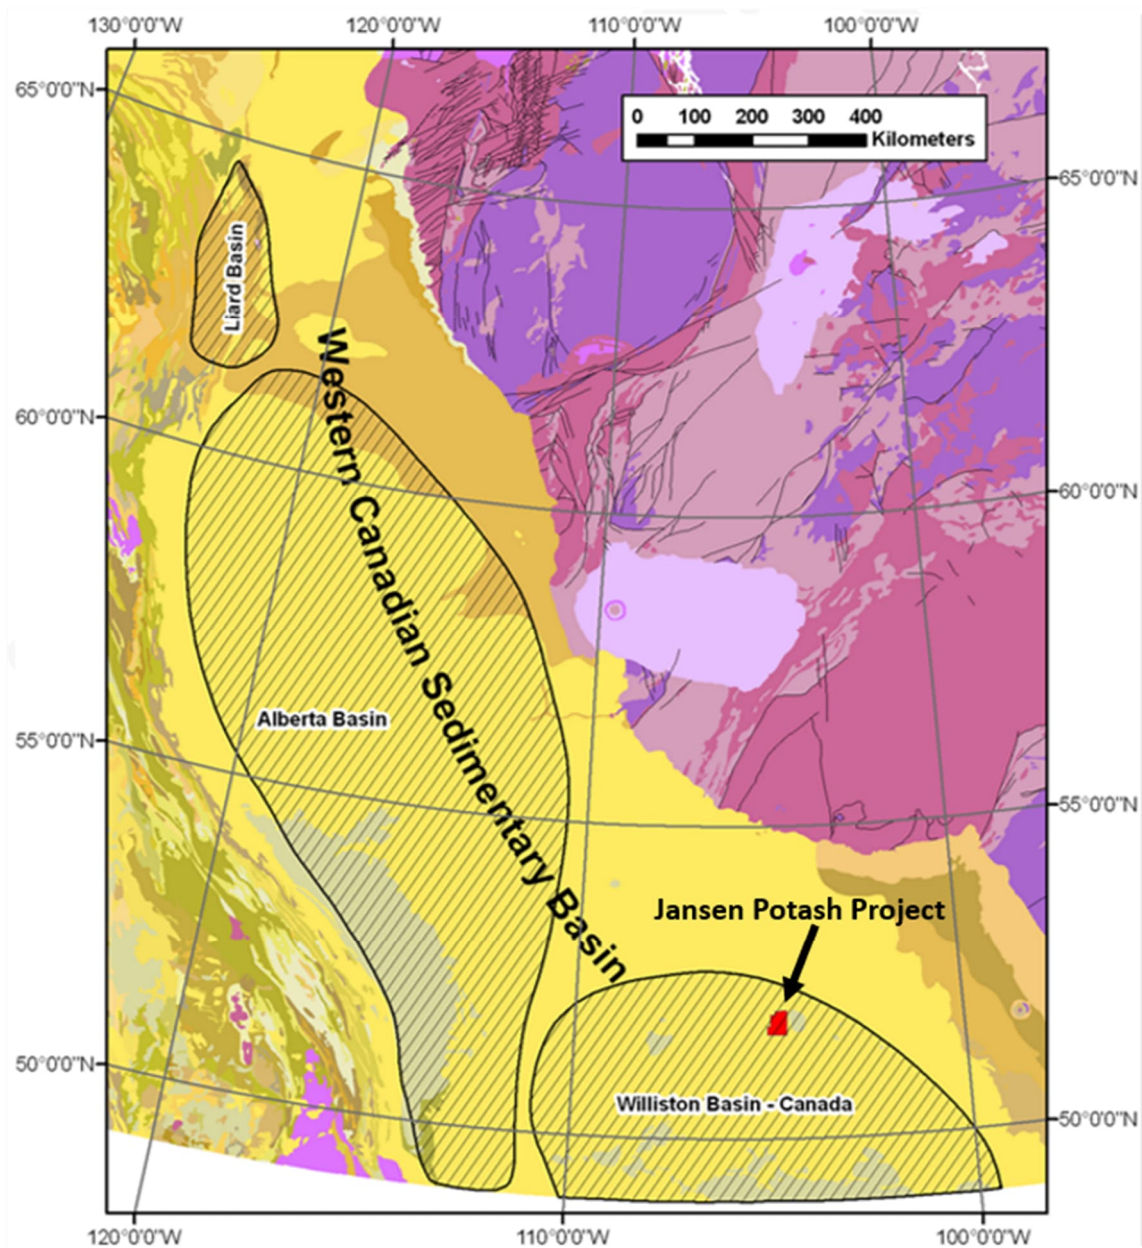 130°0'0"W 120°0'0"W 110°0'0"W 100°0'0"W
65°0'0"N
0 100 200 300 400
Kilometers
65°0'0"N
Liard Basin
Western Canadian Sedimentary Basin
60°0'0"N
60°0'0"N
Alberta Basin
55°0'0"N
55°0'0"N
Jansen Potash Project
50°0'0"N
Williston Basin - Canada
50°0'0"N
120°0'0"W 110°0'0"W 100°0'0"W